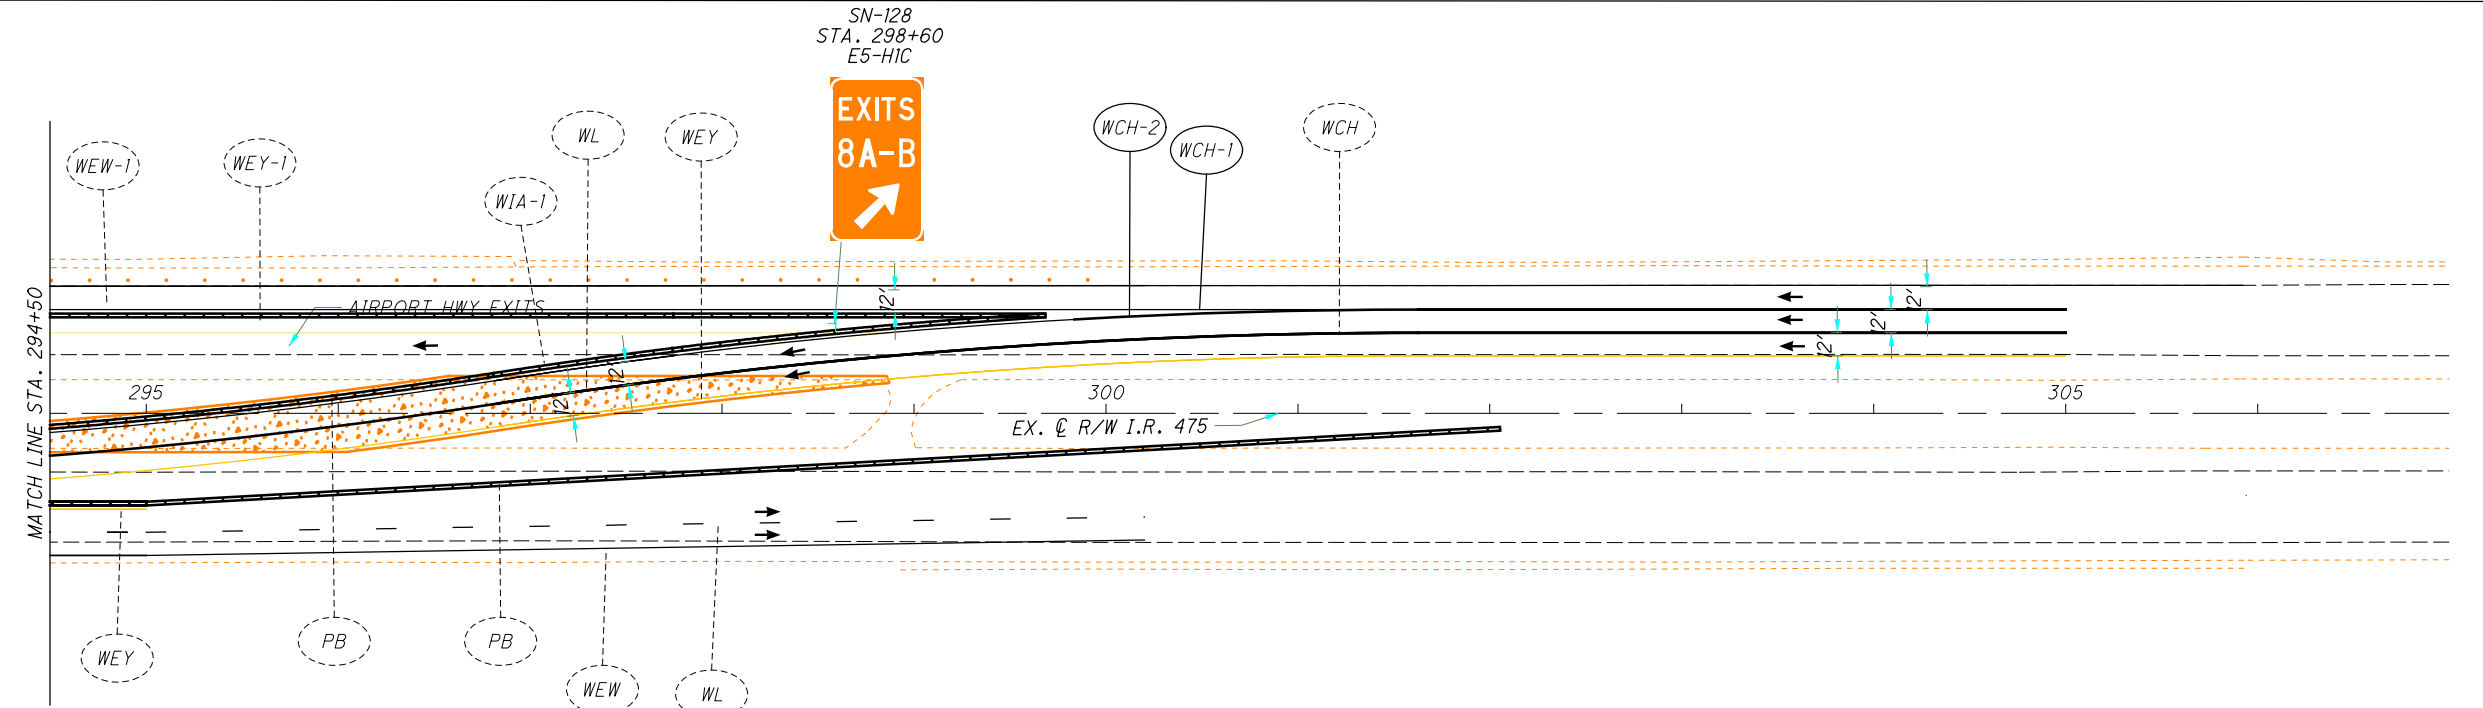 SN-128
STA. 298+60
E5-H1C
EXITS
8A-B
WEW-1
WEY-1
WIA-1
WL
WEY
WCH-2
WCH-1
WCH
AIRPORT HWY EXITS
12'
12'
12'
12'
12'
12'
295
300
305
EX. ℄ R/W I.R. 475
MATCH LINE STA. 294+50
WEY
PB
PB
WEW
WL